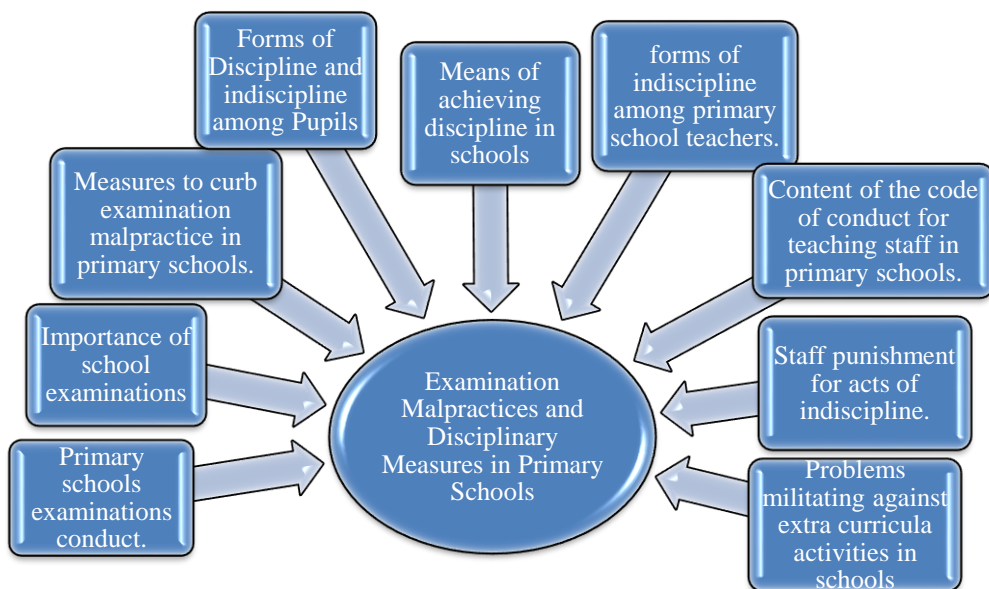 Forms of
Discipline and
indiscipline
among Pupils
Means of
achieving
discipline in
schools
forms of
indiscipline
among primary
school teachers.
Measures to curb
examination
malpractice in
primary schools.
Content of the code
of conduct for
teaching staff in
primary schools.
Importance of
school
examinations
Staff punishment
for acts of
indiscipline.
Primary
schools
examinations
conduct.
Problems
militating against
extra curricula
activities in
schools
Examination
Malpractices and
Disciplinary
Measures in Primary
Schools